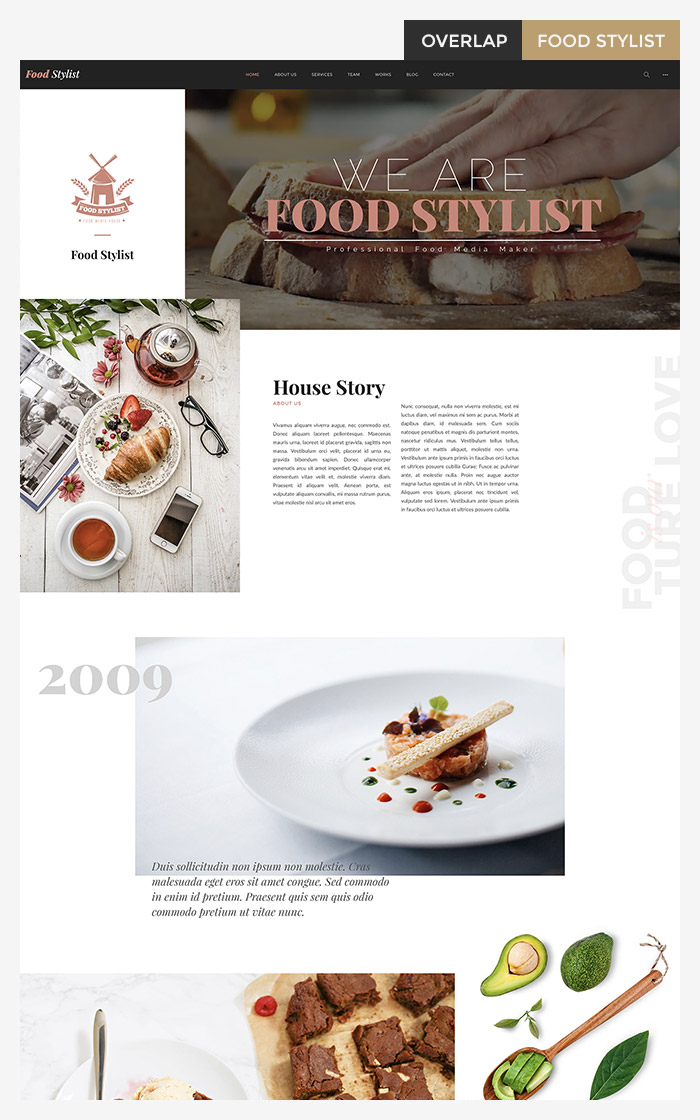 OVERLAP
FOOD STYLIST
Food Stylist
HOME ABOUT US SERVICES TEAM WORKS BLOG CONTACT
FOOD STYLIST
FOOD MEDIA MAKER
Food Stylist
WE ARE
FOOD STYLIST
Professional Food Media Maker
House Story
ABOUT US
Vivamus aliquam viverra augue, nec commodo est.
Donec aliquam laoreet pellentesque. Maecenas
mauris urna, laoreet id placerat gravida, sagittis non
massa. Vestibulum orci velit, placerat id urna eu,
gravida bibendum sapien. Donec ullamcorper
venenatis arcu sit amet imperdiet. Quisque erat mi,
elementum vitae velit et, molestie viverra diam.
Praesent id aliquam velit. Aenean porta, est
vulputate aliquam convallis, mi massa rutrum purus,
vitae molestie nisl arcu sit amet eros.
Nunc consequat, nulla non viverra molestie, est mi
luctus diam, vel maximus mi sem ac purus. Morbi at
dapibus diam, id malesuada sem. Cum sociis
natoque penatibus et magnis dis parturient montes,
nascetur ridiculus mus. Vestibulum tellus tellus,
porttitor ut mattis aliquet, molestie non urna.
Vestibulum ante ipsum primis in faucibus orci luctus
et ultrices posuere cubilia Curae; Fusce ac pulvinar
ante, at molestie nulla. Proin nec augue auctor
magna luctus egestas ut in nibh. Ut in tempor urna.
Aliquam eros ipsum, placerat nec tincidunt vel,
vulputate sed lorem. Vestibulum ante ipsum primis
in faucibus orci luctus et ultrices posuere cubilia.
FOOD
TURE LOVE
2009
Duis sollicitudin non ipsum non molestie. Cras
malesuada eget eros sit amet congue. Sed commodo
in enim id pretium. Praesent quis sem quis odio
commodo pretium ut vitae nunc.